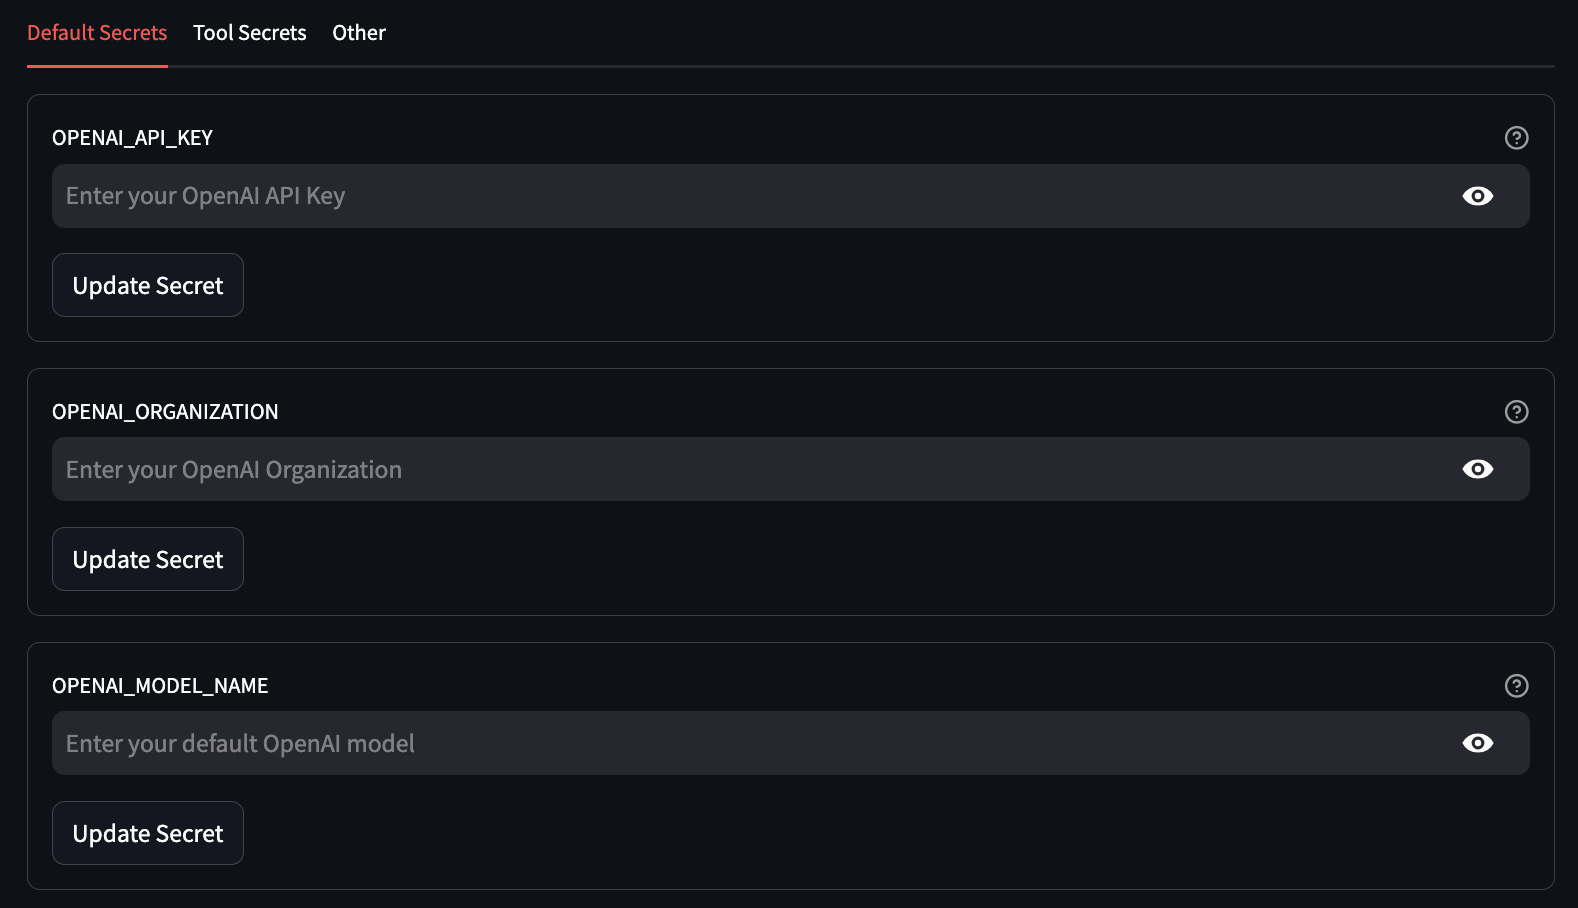 Default Secrets Tool Secrets Other
OPENAI_API_KEY
Enter your OpenAI API Key
Update Secret
OPENAI_ORGANIZATION
Enter your OpenAI Organization
Update Secret
OPENAI_MODEL_NAME
Enter your default OpenAI model
Update Secret